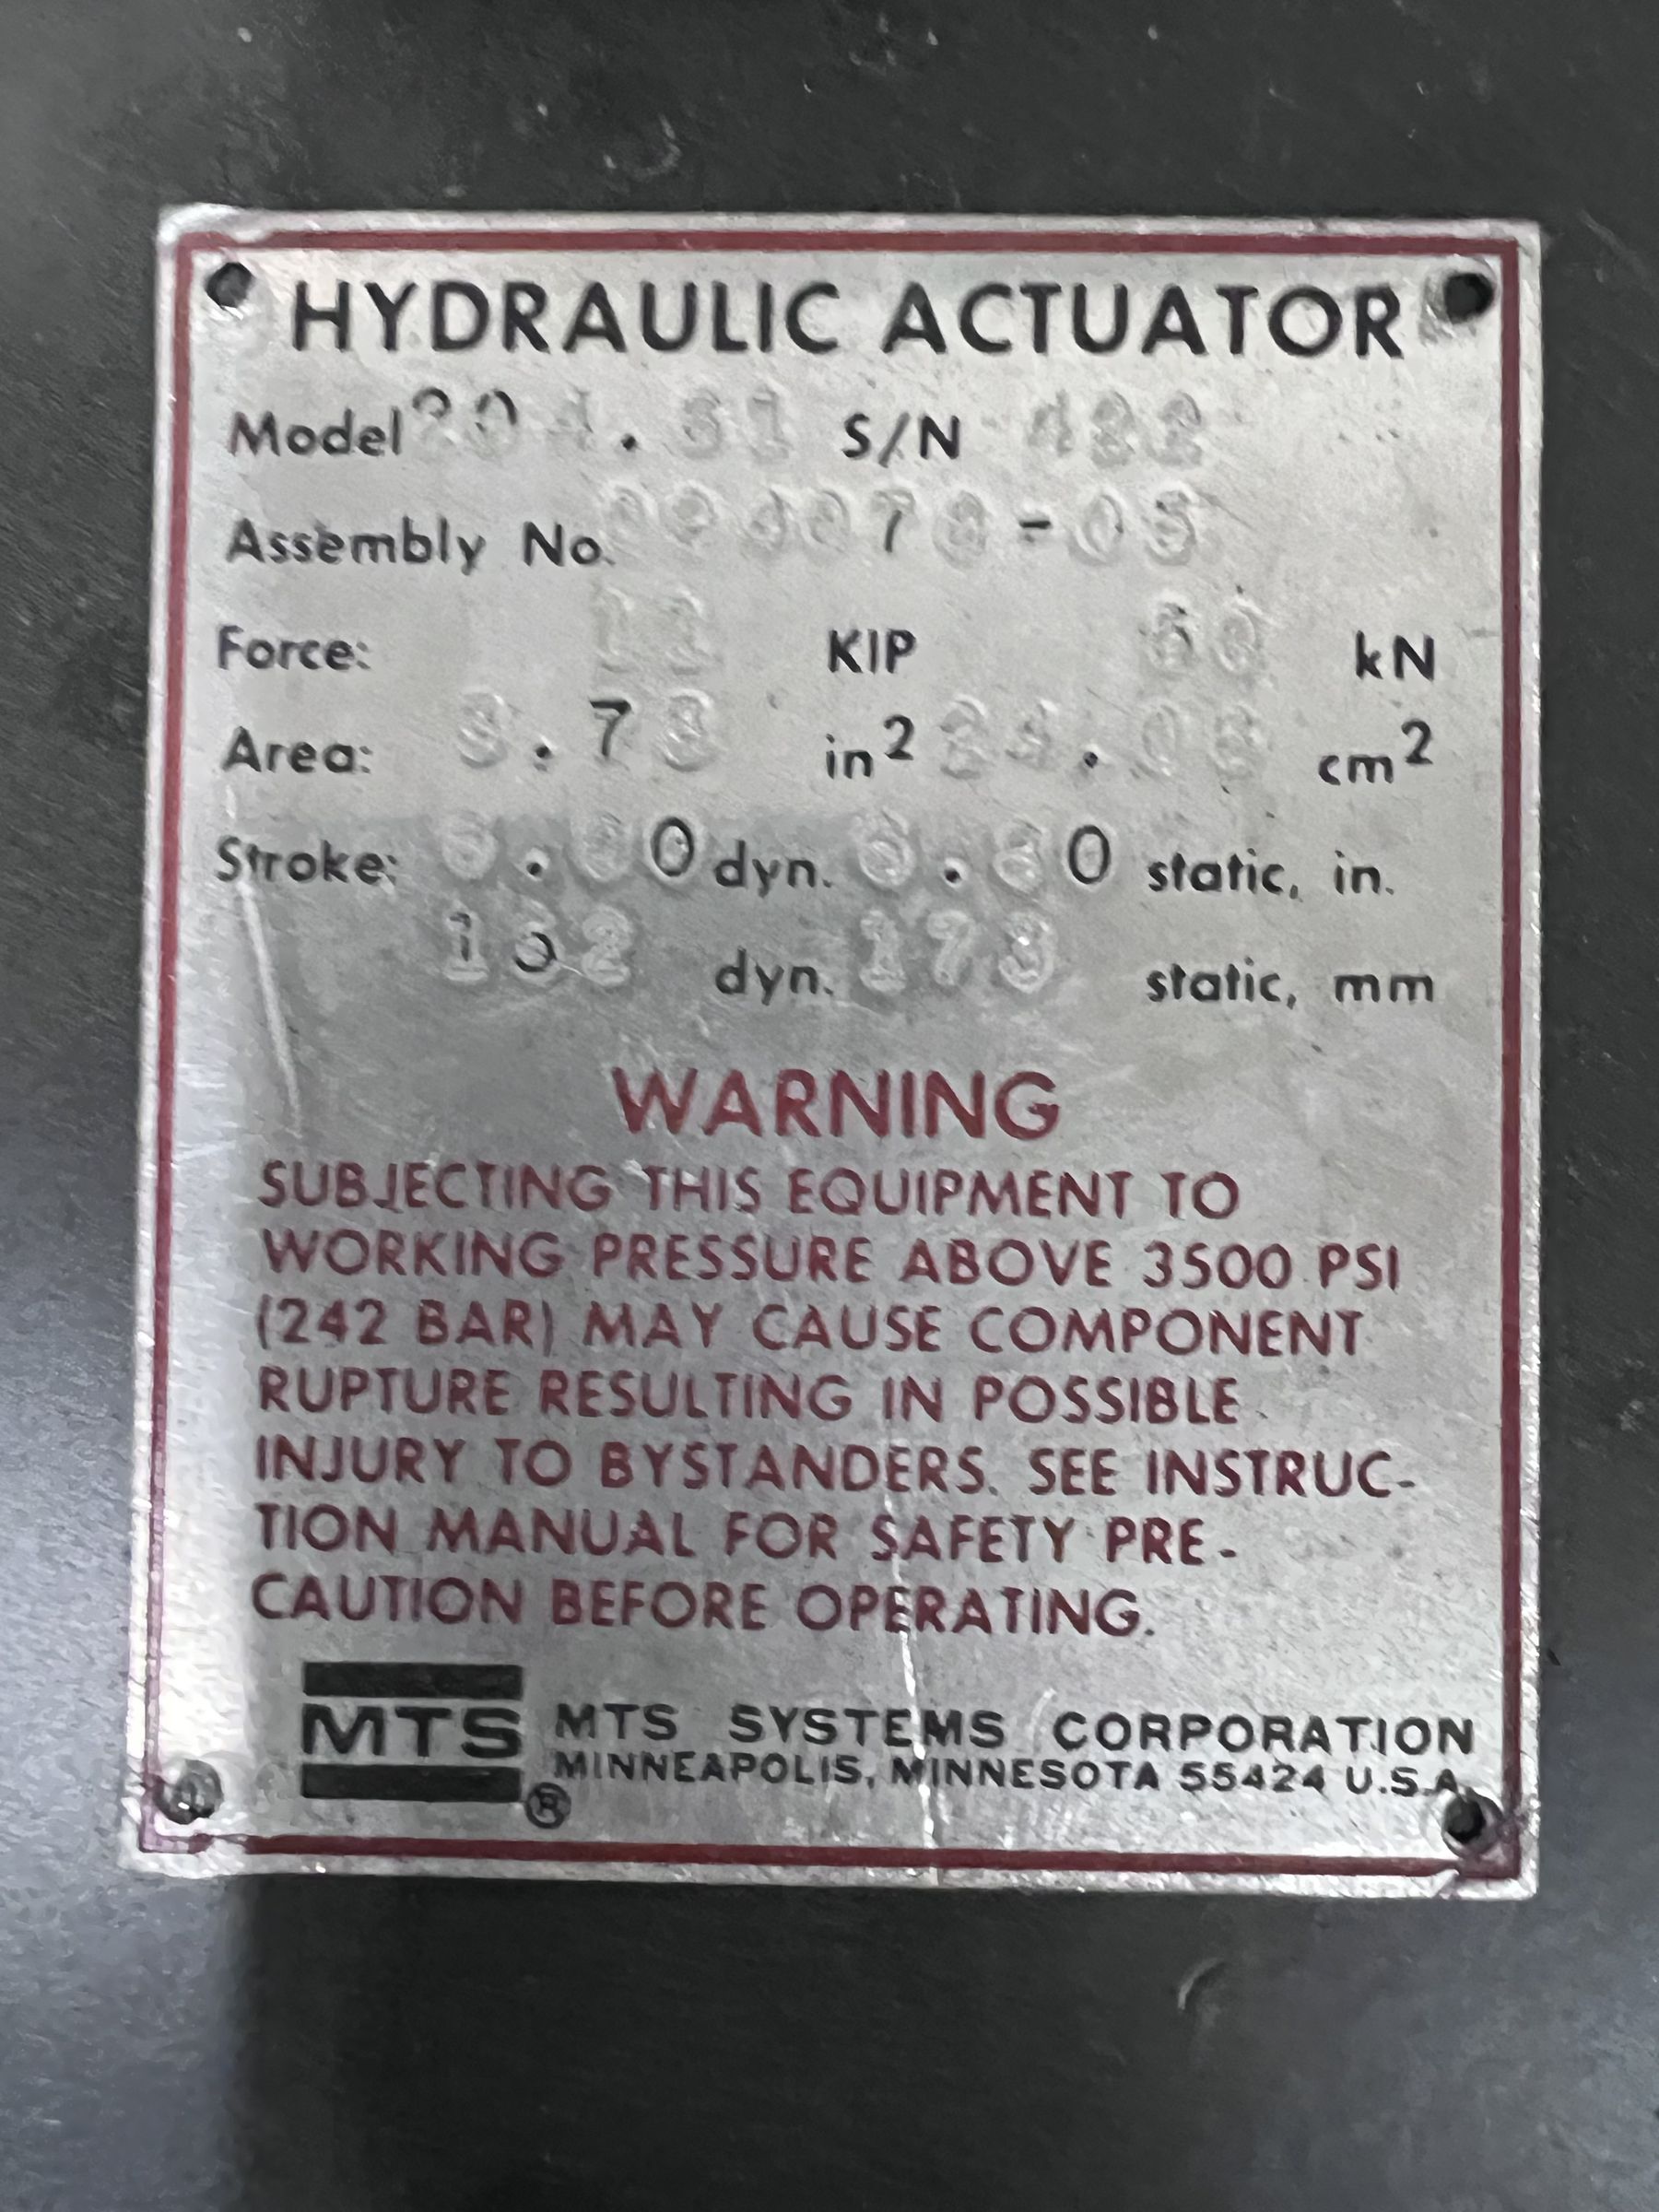 HYDRAULIC ACTUATOR
Model 204.61 S/N 422
Assembly No.
Force: 11 KIP 50 kN
Area: 3.73 in2 24.06 cm2
Stroke: 6.00 dyn. 6.80 static, in.
152 dyn. 173 static, mm
WARNING
SUBJECTING THIS EQUIPMENT TO
WORKING PRESSURE ABOVE 3500 PSI
(242 BAR) MAY CAUSE COMPONENT
RUPTURE RESULTING IN POSSIBLE
INJURY TO BYSTANDERS. SEE INSTRUC-
TION MANUAL FOR SAFETY PRE-
CAUTION BEFORE OPERATING.
MTS MTS SYSTEMS CORPORATION
MINNEAPOLIS, MINNESOTA 55424 U.S.A.